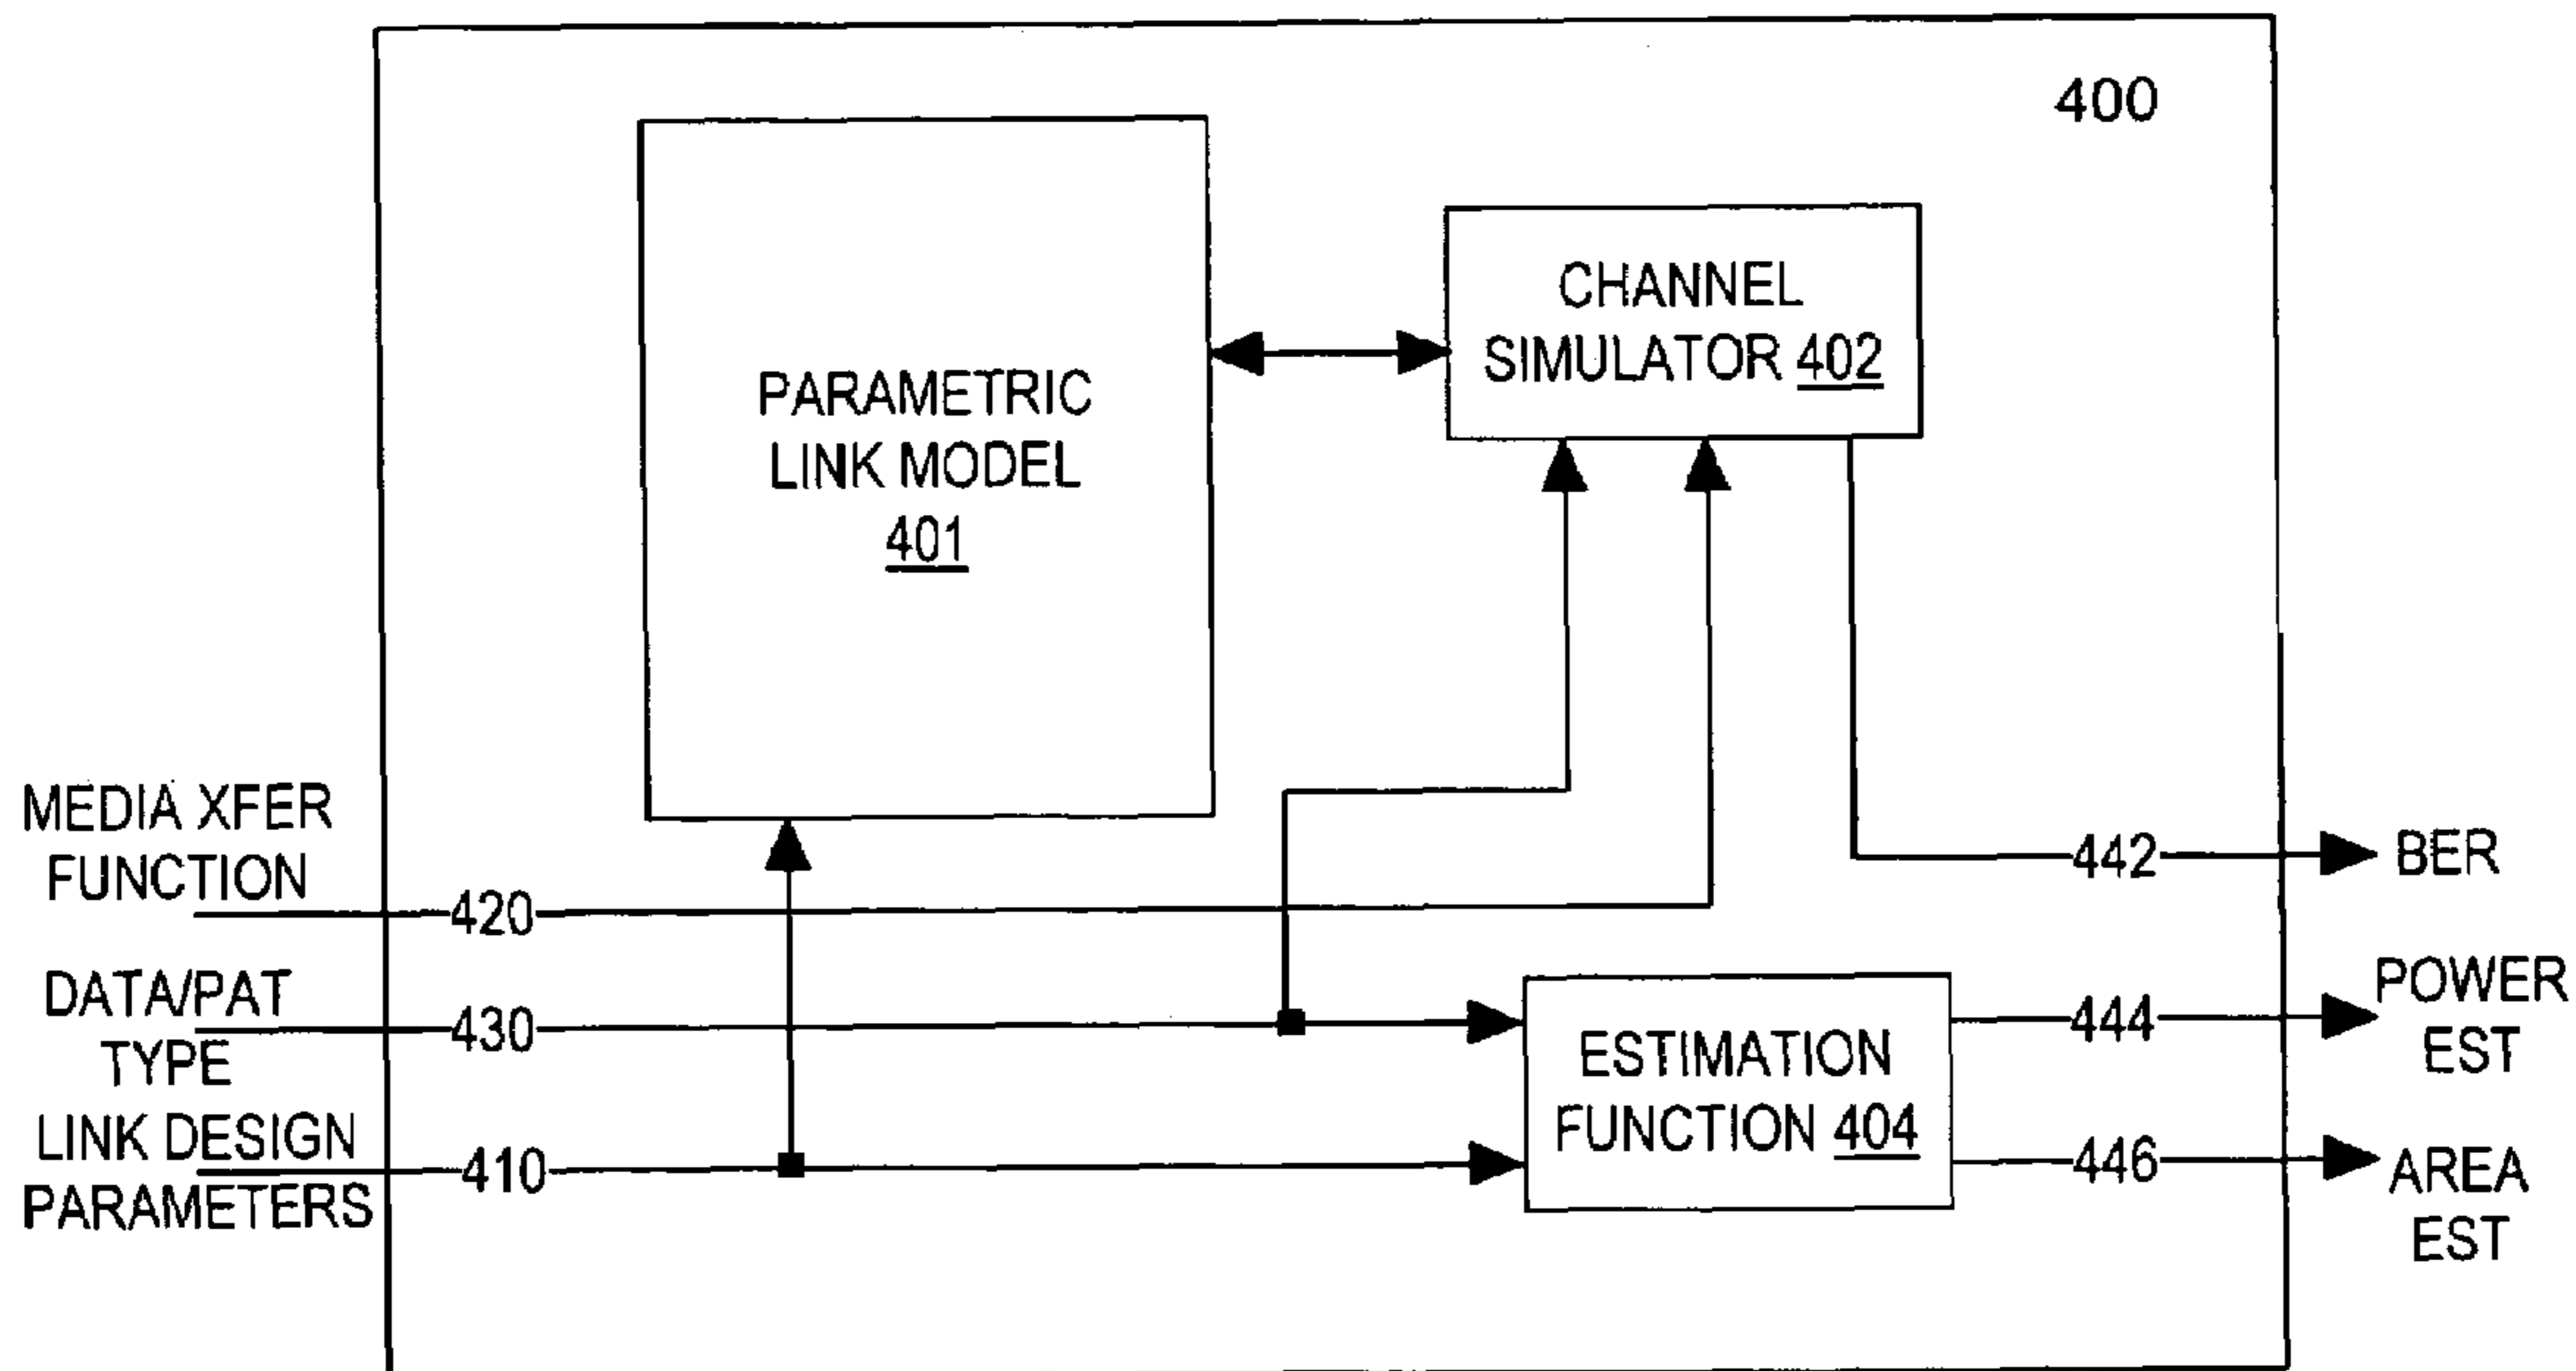 400
CHANNEL
SIMULATOR 402
PARAMETRIC
LINK MODEL
401
MEDIA XFER
FUNCTION
420
442
BER
DATA/PAT
TYPE
430
444
POWER
EST
ESTIMATION
FUNCTION 404
LINK DESIGN
PARAMETERS
410
446
AREA
EST